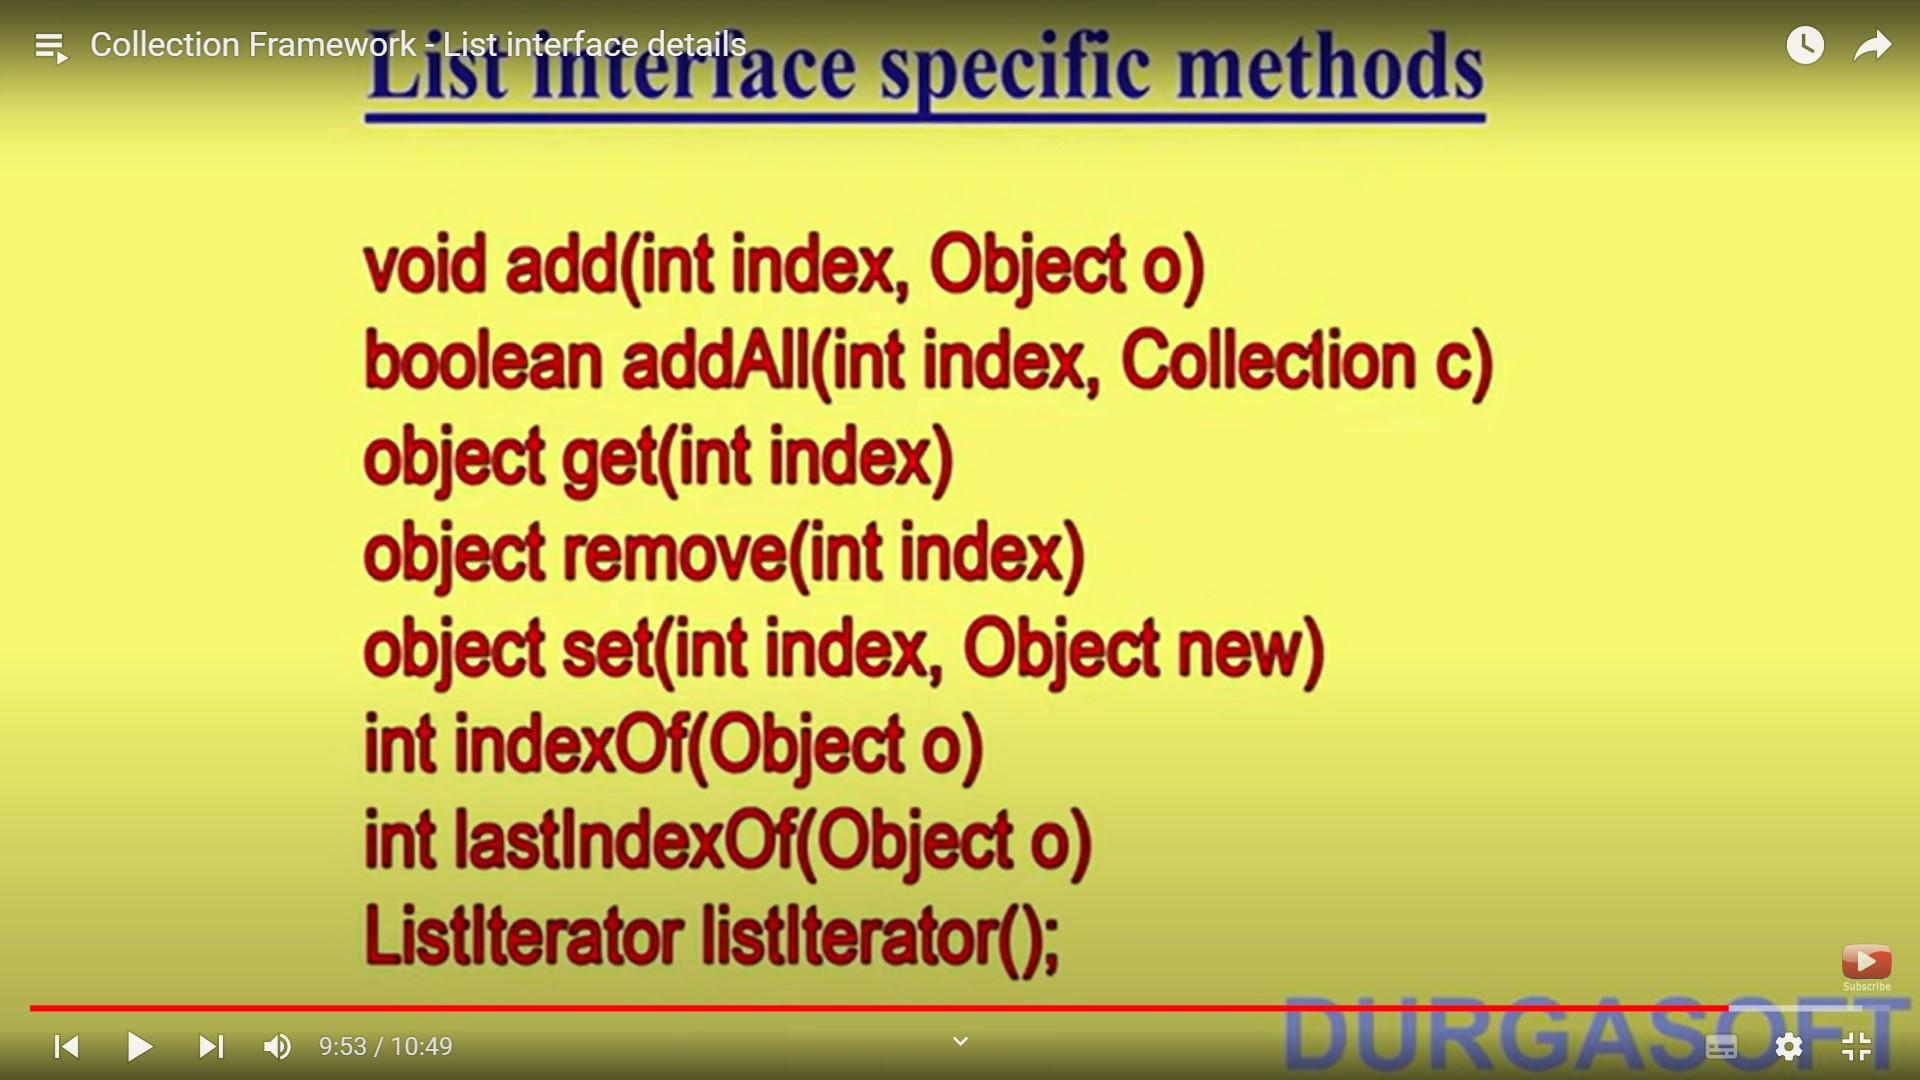 Collection Framework - List interface details
List interface specific methods
void add(int index, Object o)
boolean addAll(int index, Collection c)
object get(int index)
object remove(int index)
object set(int index, Object new)
int indexOf(Object o)
int lastIndexOf(Object o)
ListIterator listIterator();
Subscribe
DURGASOFT
9:53 / 10:49